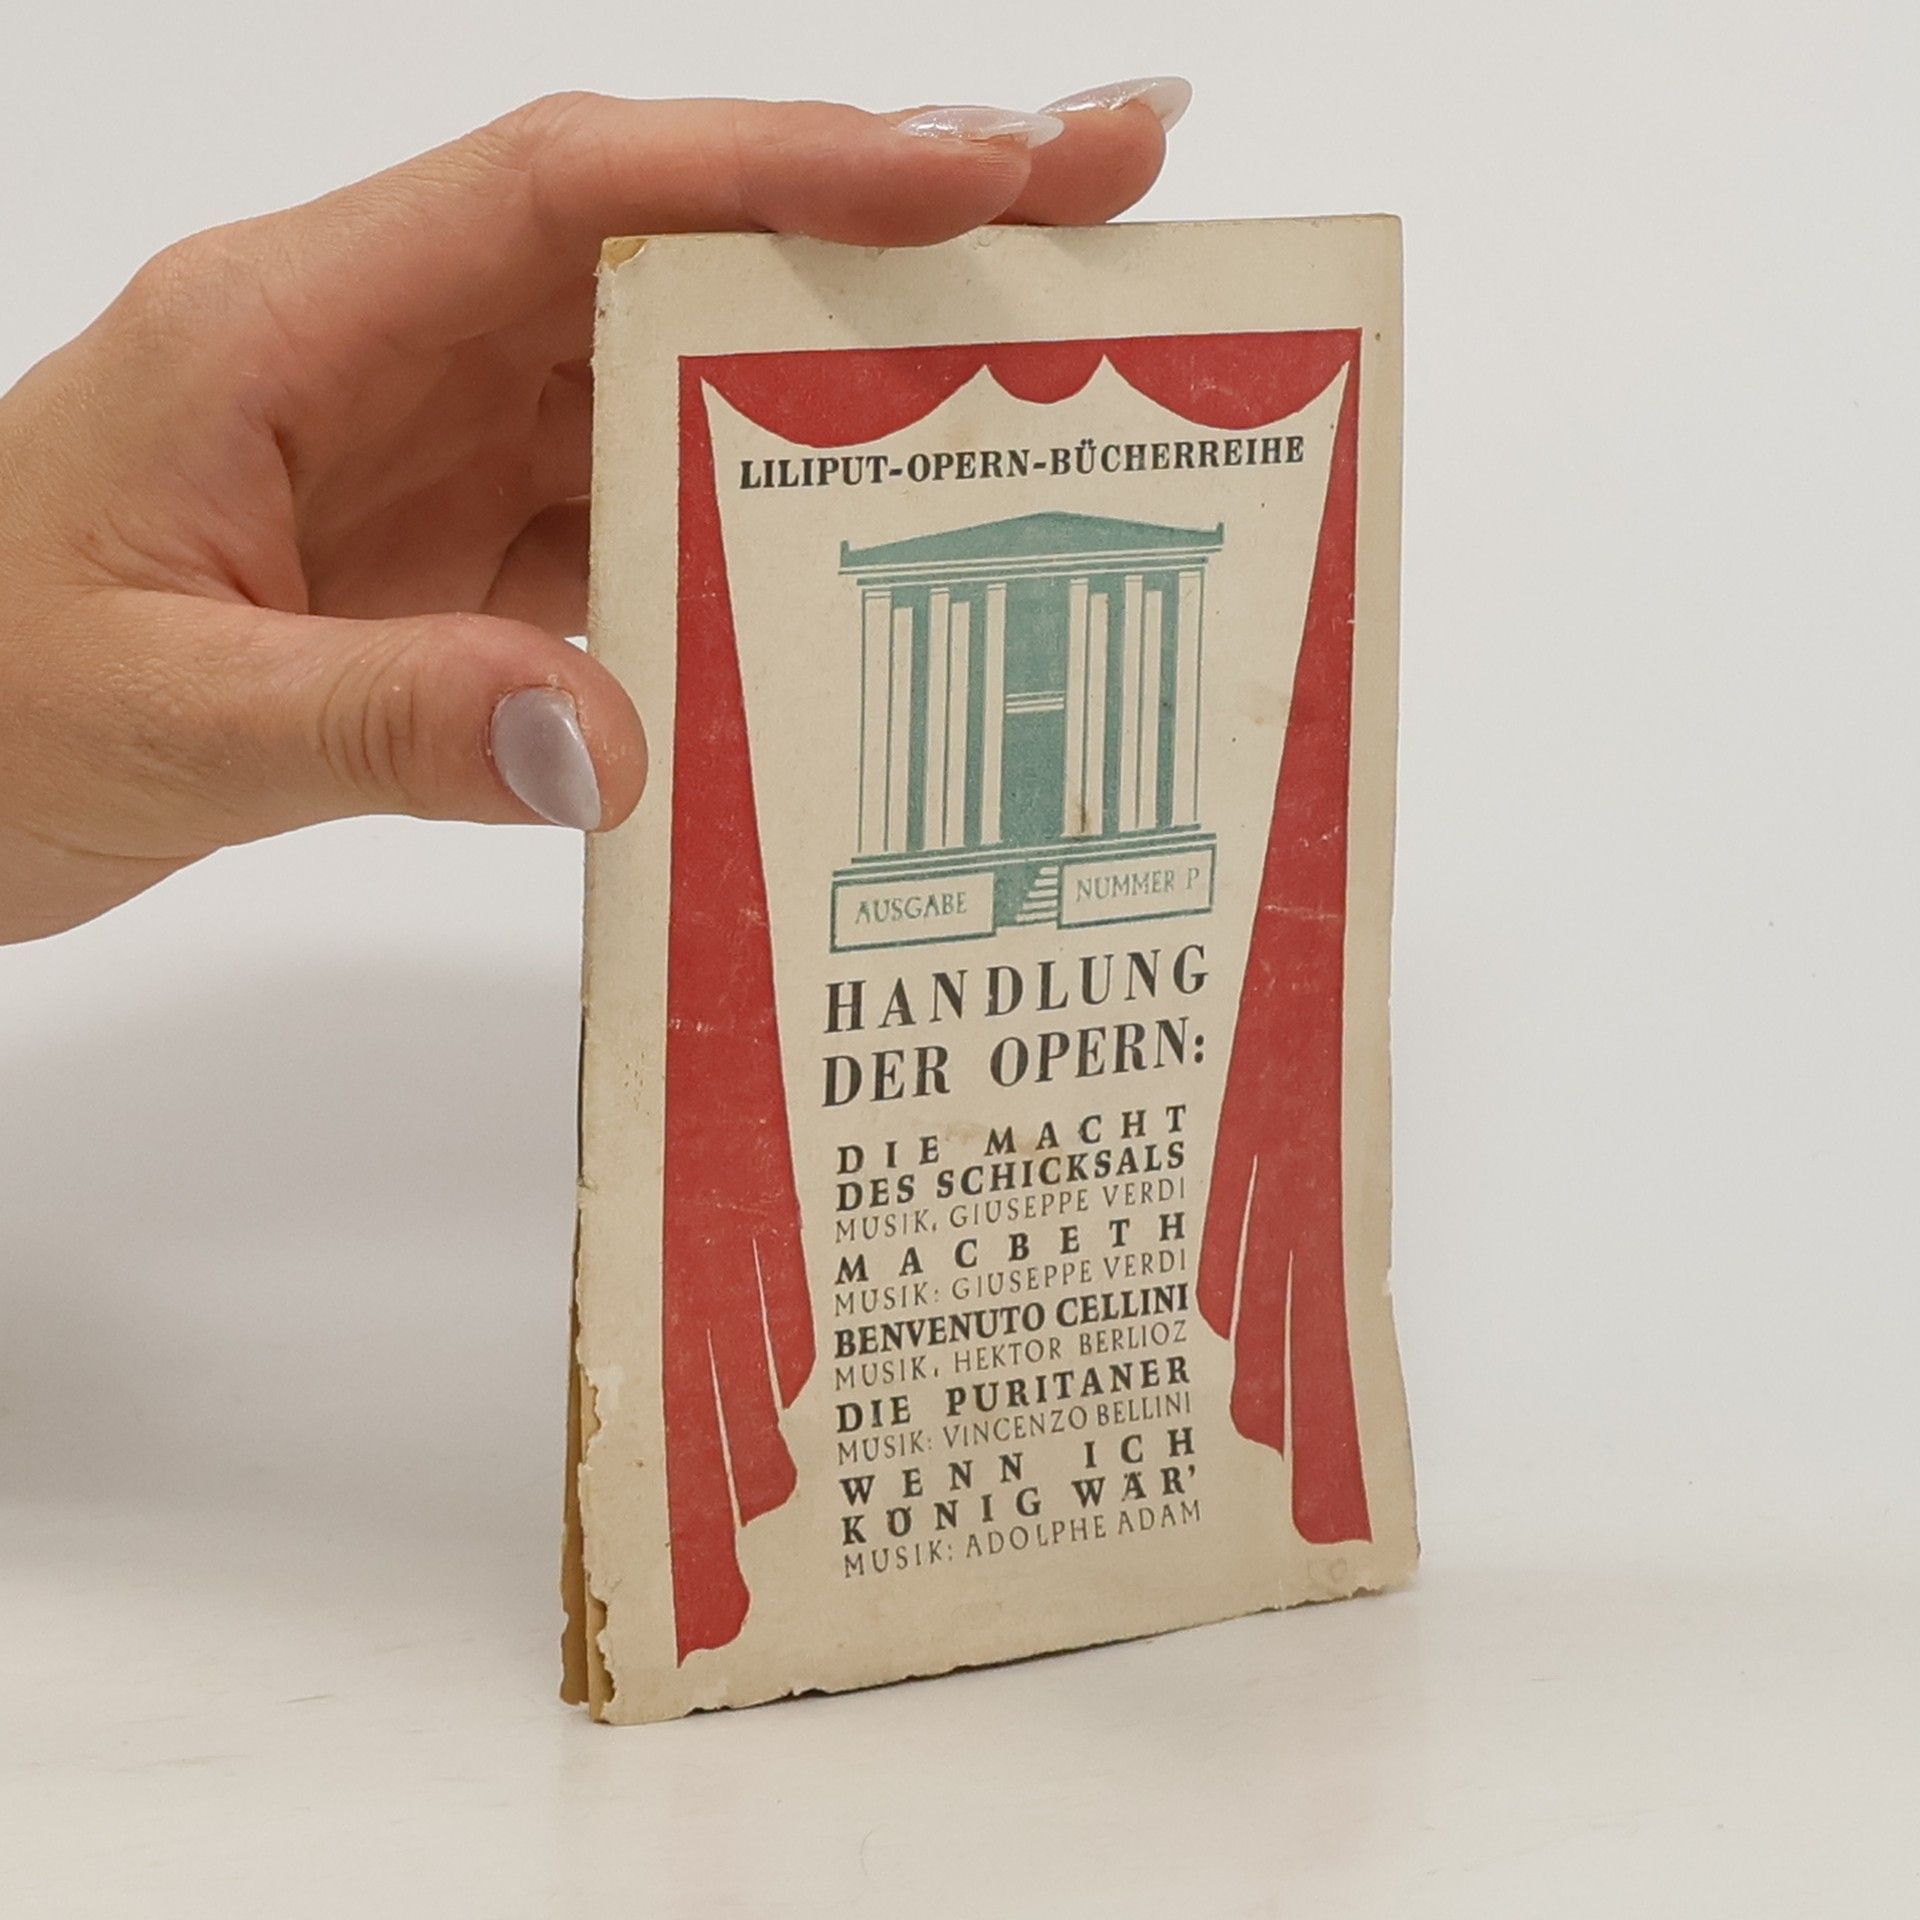 LILIPUT-OPERN-BÜCHERREIHE
AUSGABE
NUMMER P
HANDLUNG
DER OPERN:
DIE MACHT
DES SCHICKSALS
MUSIK. GIUSEPPE VERDI
MACBETH
MUSIK: GIUSEPPE VERDI
BENVENUTO CELLINI
MUSIK. HEKTOR BERLIOZ
DIE PURITANER
MUSIK: VINCENZO BELLINI
WENN ICH
KÖNIG WÄR’
MUSIK: ADOLPHE ADAM